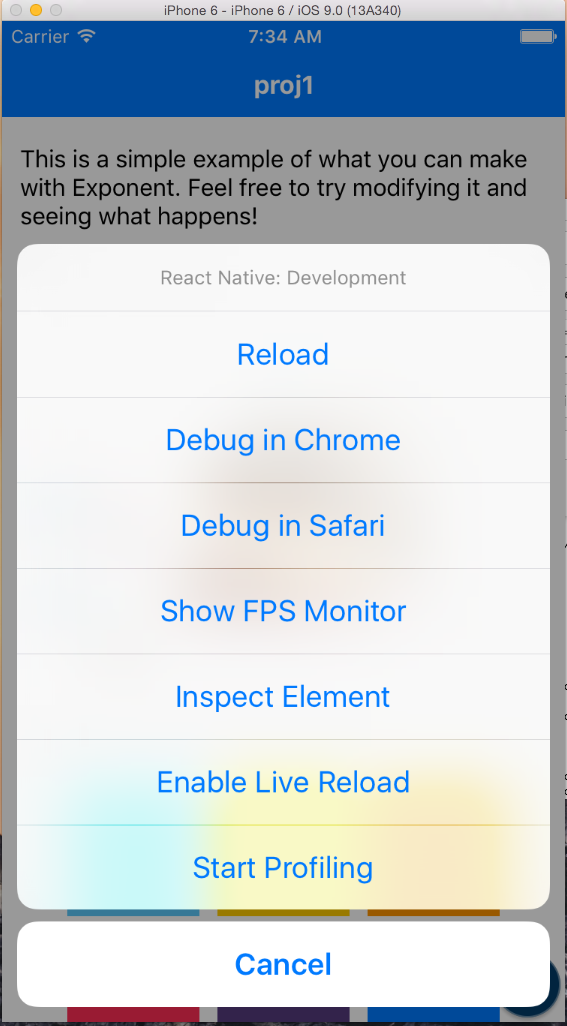 iPhone 6 - iPhone 6 / iOS 9.0 (13A340)
Carrier 7:34 AM
proj1
This is a simple example of what you can make
with Exponent. Feel free to try modifying it and
seeing what happens!
React Native: Development
Reload
Debug in Chrome
Debug in Safari
Show FPS Monitor
Inspect Element
Enable Live Reload
Start Profiling
Cancel